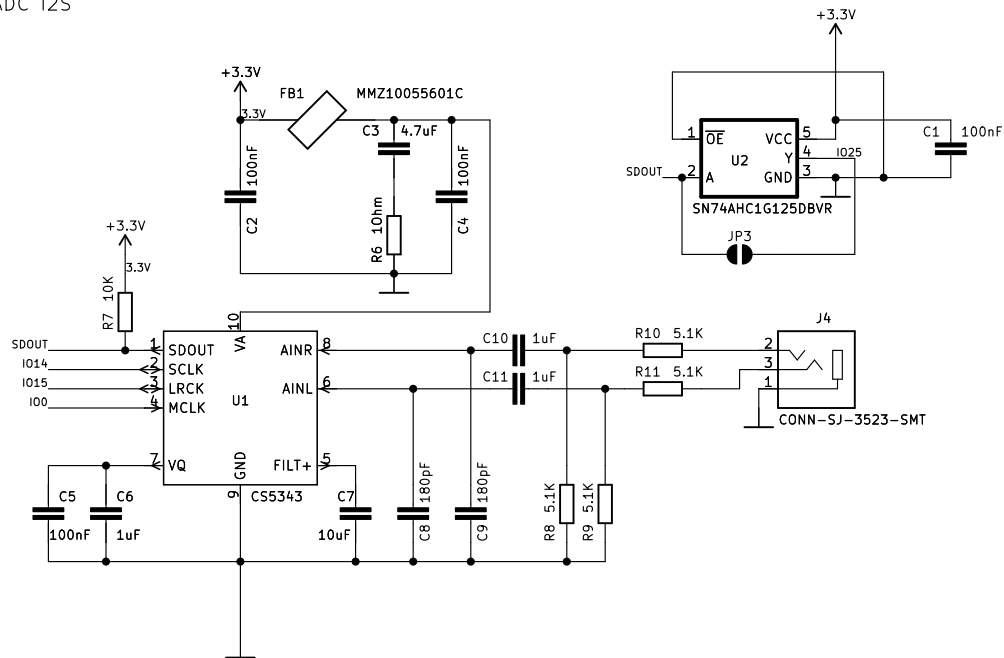 ADC I2S
+3.3V
+3.3V
3.3V
FB1
MMZ10055601C
C3
4.7uF
100nF
C2
R6 10hm
100nF
C4
1
OE
VCC
5
Y
4
IO25
U2
SDOUT
2
A
GND
3
SN74AHC1G125DBVR
C1
100nF
JP3
+3.3V
3.3V
R7 10K
10
VA
SDOUT
1
SDOUT
IO14
2
SCLK
IO15
3
LRCK
IO0
4
MCLK
U1
AINR
8
AINL
6
7
VQ
GND
9
FILT+
5
CS5343
C10
1uF
C11
1uF
R10
5.1K
R11
5.1K
J4
2
3
1
CONN-SJ-3523-SMT
C5
100nF
C6
1uF
C7
10uF
180pF
C8
180pF
C9
R8 5.1K
R9 5.1K